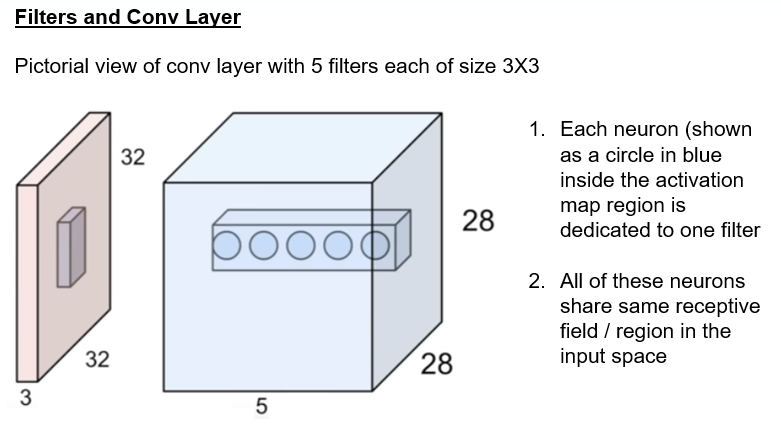 Filters and Conv Layer
Pictorial view of conv layer with 5 filters each of size 3X3
32
32
3
28
28
5
1. Each neuron (shown
as a circle in blue
inside the activation
map region is
dedicated to one filter
2. All of these neurons
share same receptive
field / region in the
input space